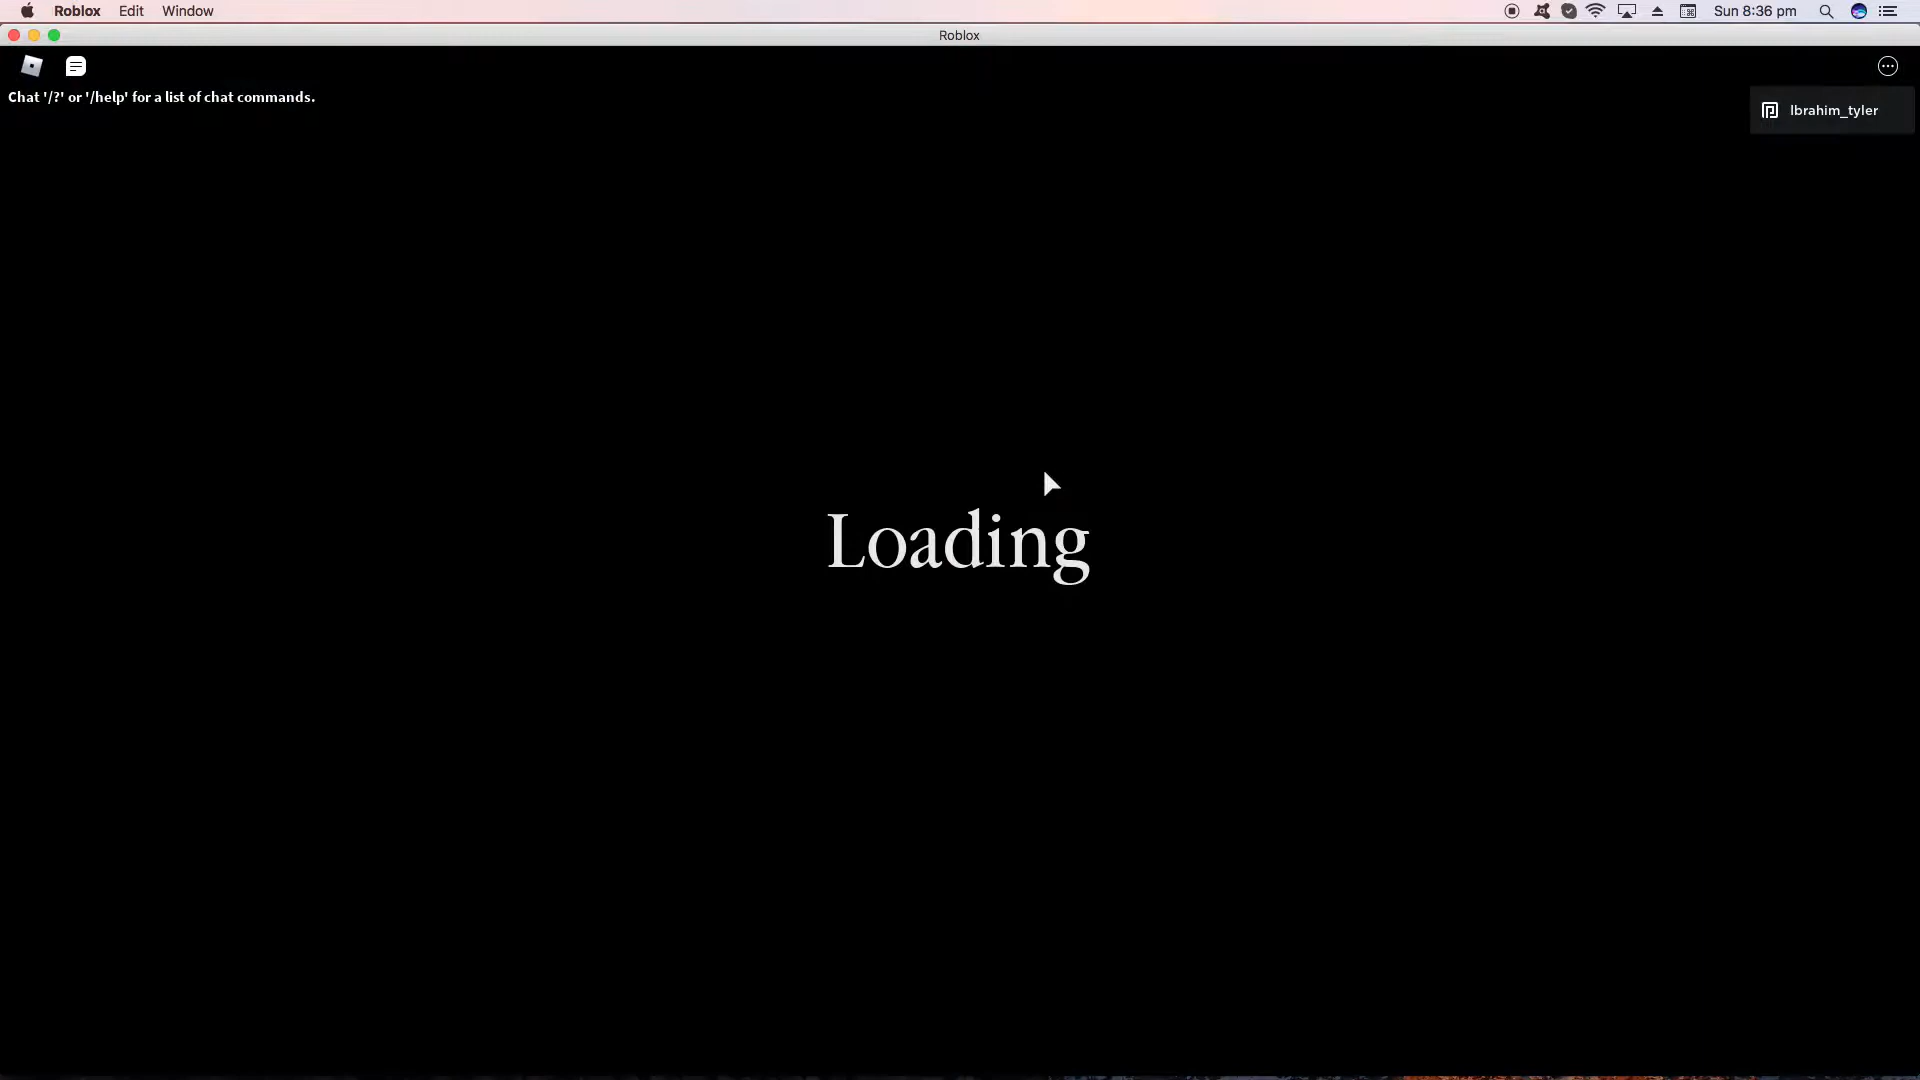 Roblox Edit Window Sun 8:36 pm
Roblox
Chat '/?' or '/help' for a list of chat commands.
Ibrahim_tyler
Loading